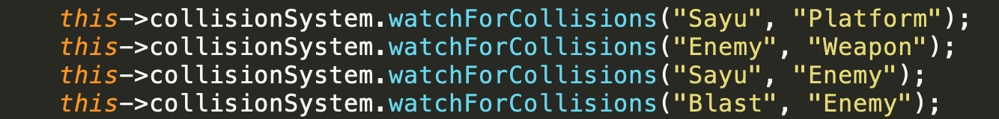 this->collisionSystem.watchForCollisions("Sayu", "Platform");
this->collisionSystem.watchForCollisions("Enemy", "Weapon");
this->collisionSystem.watchForCollisions("Sayu", "Enemy");
this->collisionSystem.watchForCollisions("Blast", "Enemy");